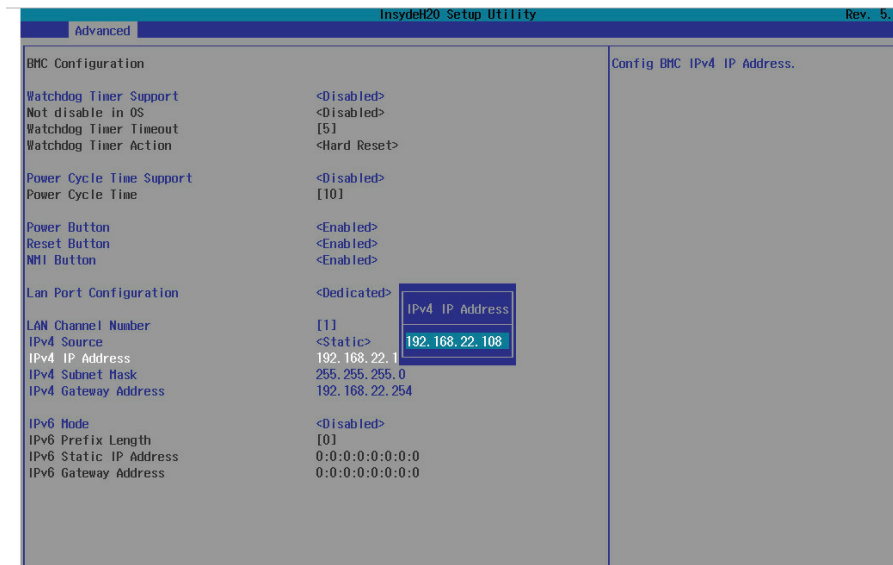 InsydeH20 Setup Utility Rev. 5.
Advanced
BMC Configuration
Config BMC IPv4 IP Address.
Watchdog Timer Support <Disabled>
Not disable in OS <Disabled>
Watchdog Timer Timeout [5]
Watchdog Timer Action <Hard Reset>
Power Cycle Time Support <Disabled>
Power Cycle Time [10]
Power Button <Enabled>
Reset Button <Enabled>
NMI Button <Enabled>
Lan Port Configuration <Dedicated>
IPv4 IP Address
192.168.22.108
LAN Channel Number [1]
IPv4 Source <Static>
IPv4 IP Address 192.168.22.1
IPv4 Subnet Mask 255.255.255.0
IPv4 Gateway Address 192.168.22.254
IPv6 Mode <Disabled>
IPv6 Prefix Length [0]
IPv6 Static IP Address 0:0:0:0:0:0:0:0
IPv6 Gateway Address 0:0:0:0:0:0:0:0